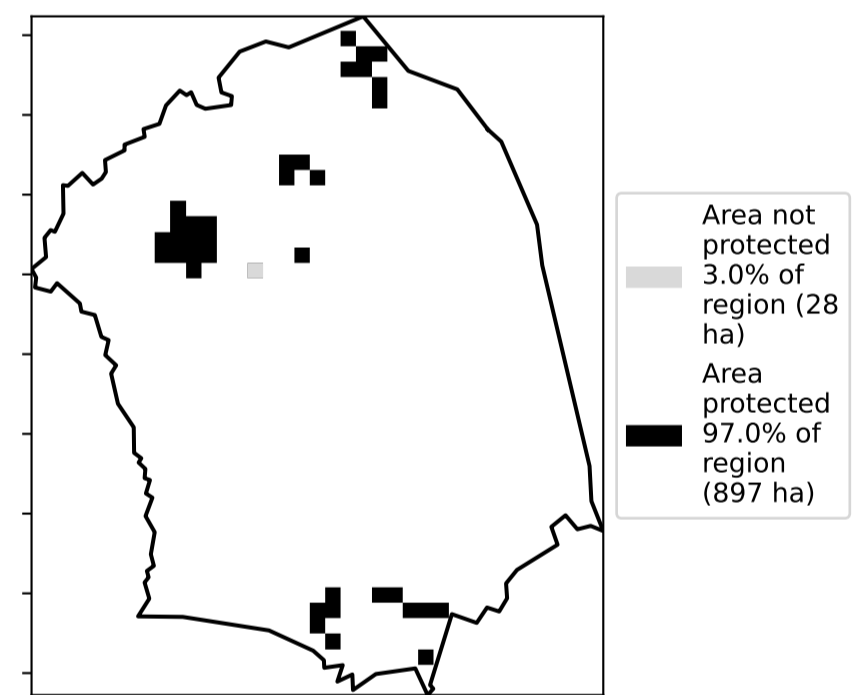 Area not
protected
3.0% of
region (28
ha)
Area
protected
97.0% of
region
(897 ha)